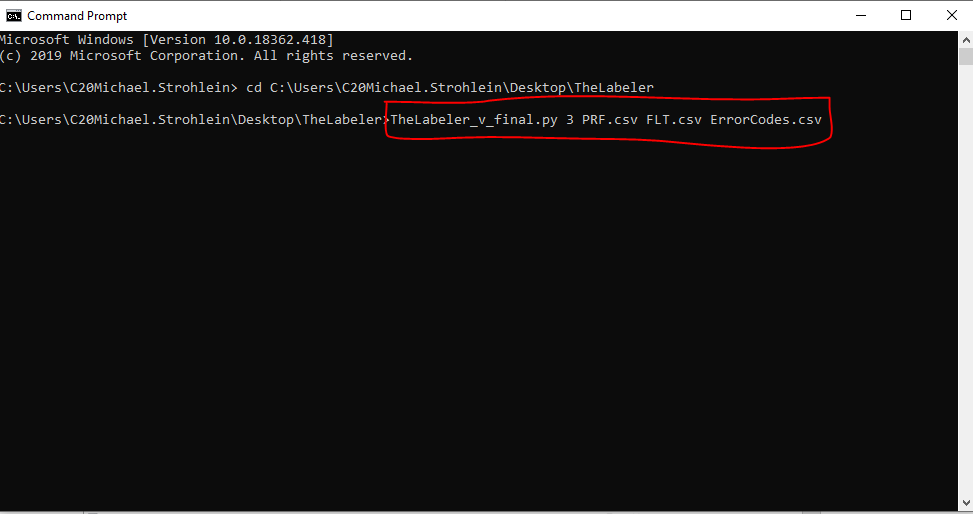 Command Prompt
Microsoft Windows [Version 10.0.18362.418]
(c) 2019 Microsoft Corporation. All rights reserved.
C:\Users\C20Michael.Strohlein> cd C:\Users\C20Michael.Strohlein\Desktop\TheLabeler
C:\Users\C20Michael.Strohlein\Desktop\TheLabeler>TheLabeler_v_final.py 3 PRF.csv FLT.csv ErrorCodes.csv